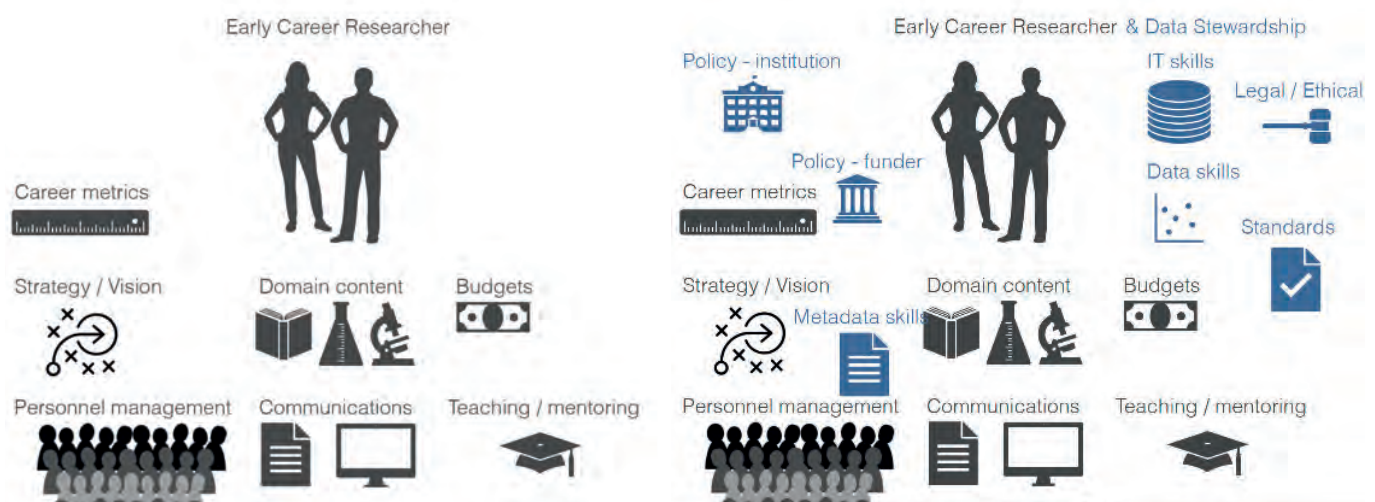 Early Career Researcher
Career metrics
Strategy / Vision
Domain content
Budgets
Personnel management
Communications
Teaching / mentoring
Early Career Researcher & Data Stewardship
Policy - institution
IT skills
Legal / Ethical
Policy - funder
Data skills
Career metrics
Standards
Strategy / Vision
Domain content
Budgets
Metadata skills
Personnel management
Communications
Teaching / mentoring